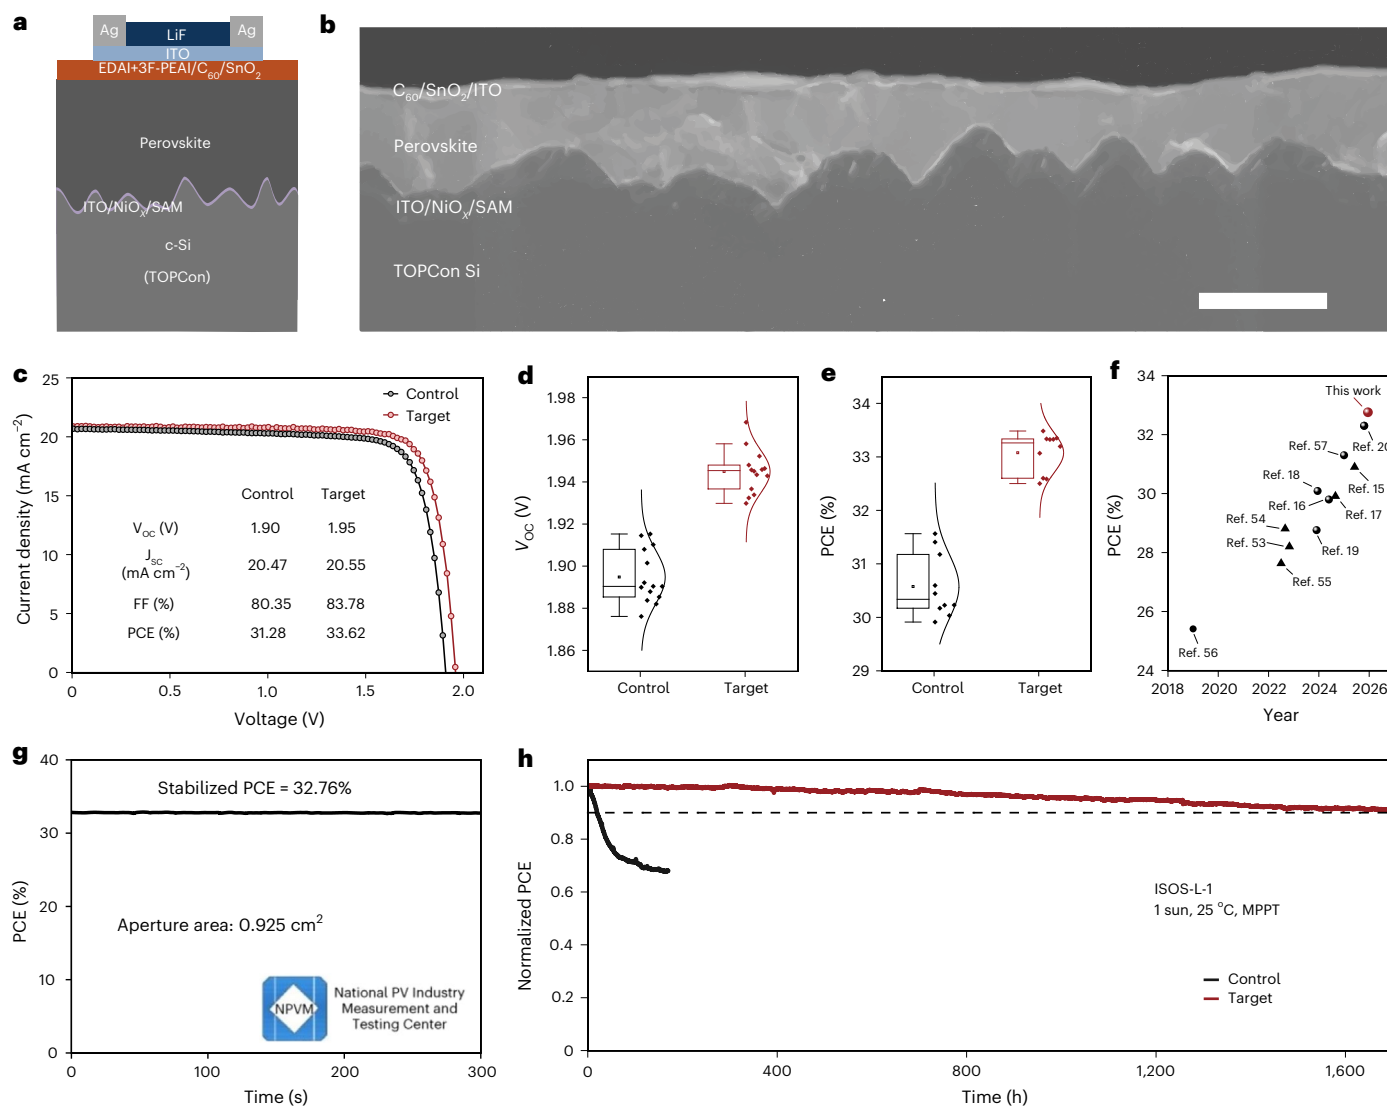 a
Ag
LiF
Ag
ITO
EDAI+3F-PEAI/C60/SnO2
Perovskite
ITO/NiOx/SAM
c-Si
(TOPCon)
b
C60/SnO2/ITO
Perovskite
ITO/NiOx/SAM
TOPCon Si
c
25
20
15
10
5
0
Current density (mA cm−2)
Control
Target
Control Target
VOC (V) 1.90 1.95
JSC
(mA cm−2) 20.47 20.55
FF (%) 80.35 83.78
PCE (%) 31.28 33.62
0 0.5 1.0 1.5 2.0
Voltage (V)
d
1.98
1.96
1.94
1.92
1.90
1.88
1.86
VOC (V)
Control Target
e
34
33
32
31
30
29
PCE (%)
Control Target
f
34
32
30
28
26
24
PCE (%)
This work
Ref. 20
Ref. 57
Ref. 15
Ref. 18
Ref. 16
Ref. 17
Ref. 54
Ref. 53
Ref. 19
Ref. 55
Ref. 56
2018 2020 2022 2024 2026
Year
g
40
30
20
10
0
PCE (%)
Stabilized PCE = 32.76%
Aperture area: 0.925 cm2
NPVM
National PV Industry
Measurement and
Testing Center
0 100 200 300
Time (s)
h
1.0
0.8
0.6
0.4
0.2
0
Normalized PCE
ISOS-L-1
1 sun, 25 °C, MPPT
Control
Target
0 400 800 1,200 1,600
Time (h)